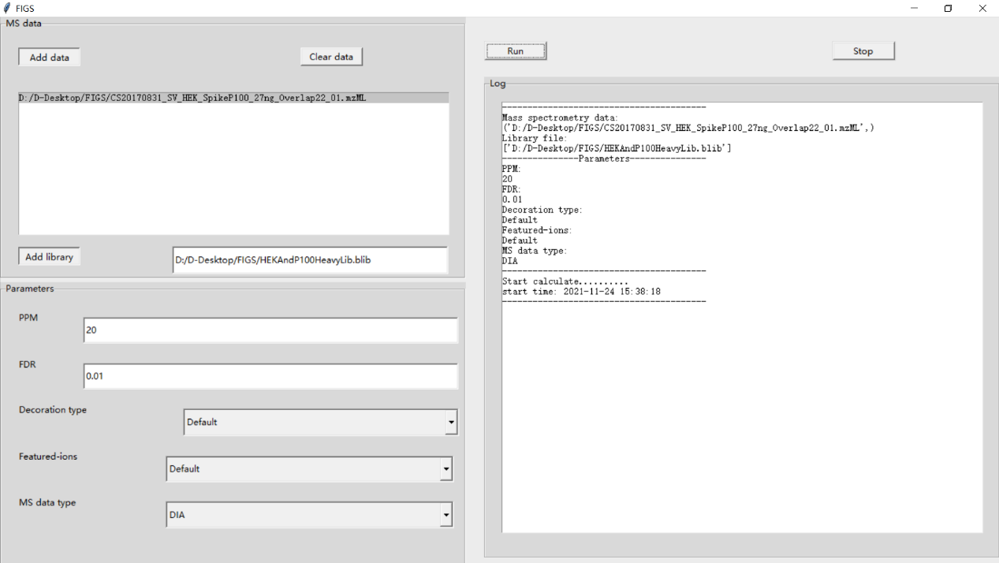 FIGS
MS data
Add data
Clear data
D:/D-Desktop/FIGS/CS20170831_SV_HEK_SpikeP100_27ng_Overlap22_01.mzML
Add library
D:/D-Desktop/FIGS/HEKAndP100HeavyLib.blib
Parameters
PPM
20
FDR
0.01
Decoration type
Default
Featured-ions
Default
MS data type
DIA
Run
Stop
Log
----------------------------------------
Mass spectrometry data:
('D:/D-Desktop/FIGS/CS20170831_SV_HEK_SpikeP100_27ng_Overlap22_01.mzML',)
Library file:
['D:/D-Desktop/FIGS/HEKAndP100HeavyLib.blib']
---------------Parameters---------------
PPM:
20
FDR:
0.01
Decoration type:
Default
Featured-ions:
Default
MS data type:
DIA
----------------------------------------
Start calculate..........
start time: 2021-11-24 15:38:18
----------------------------------------